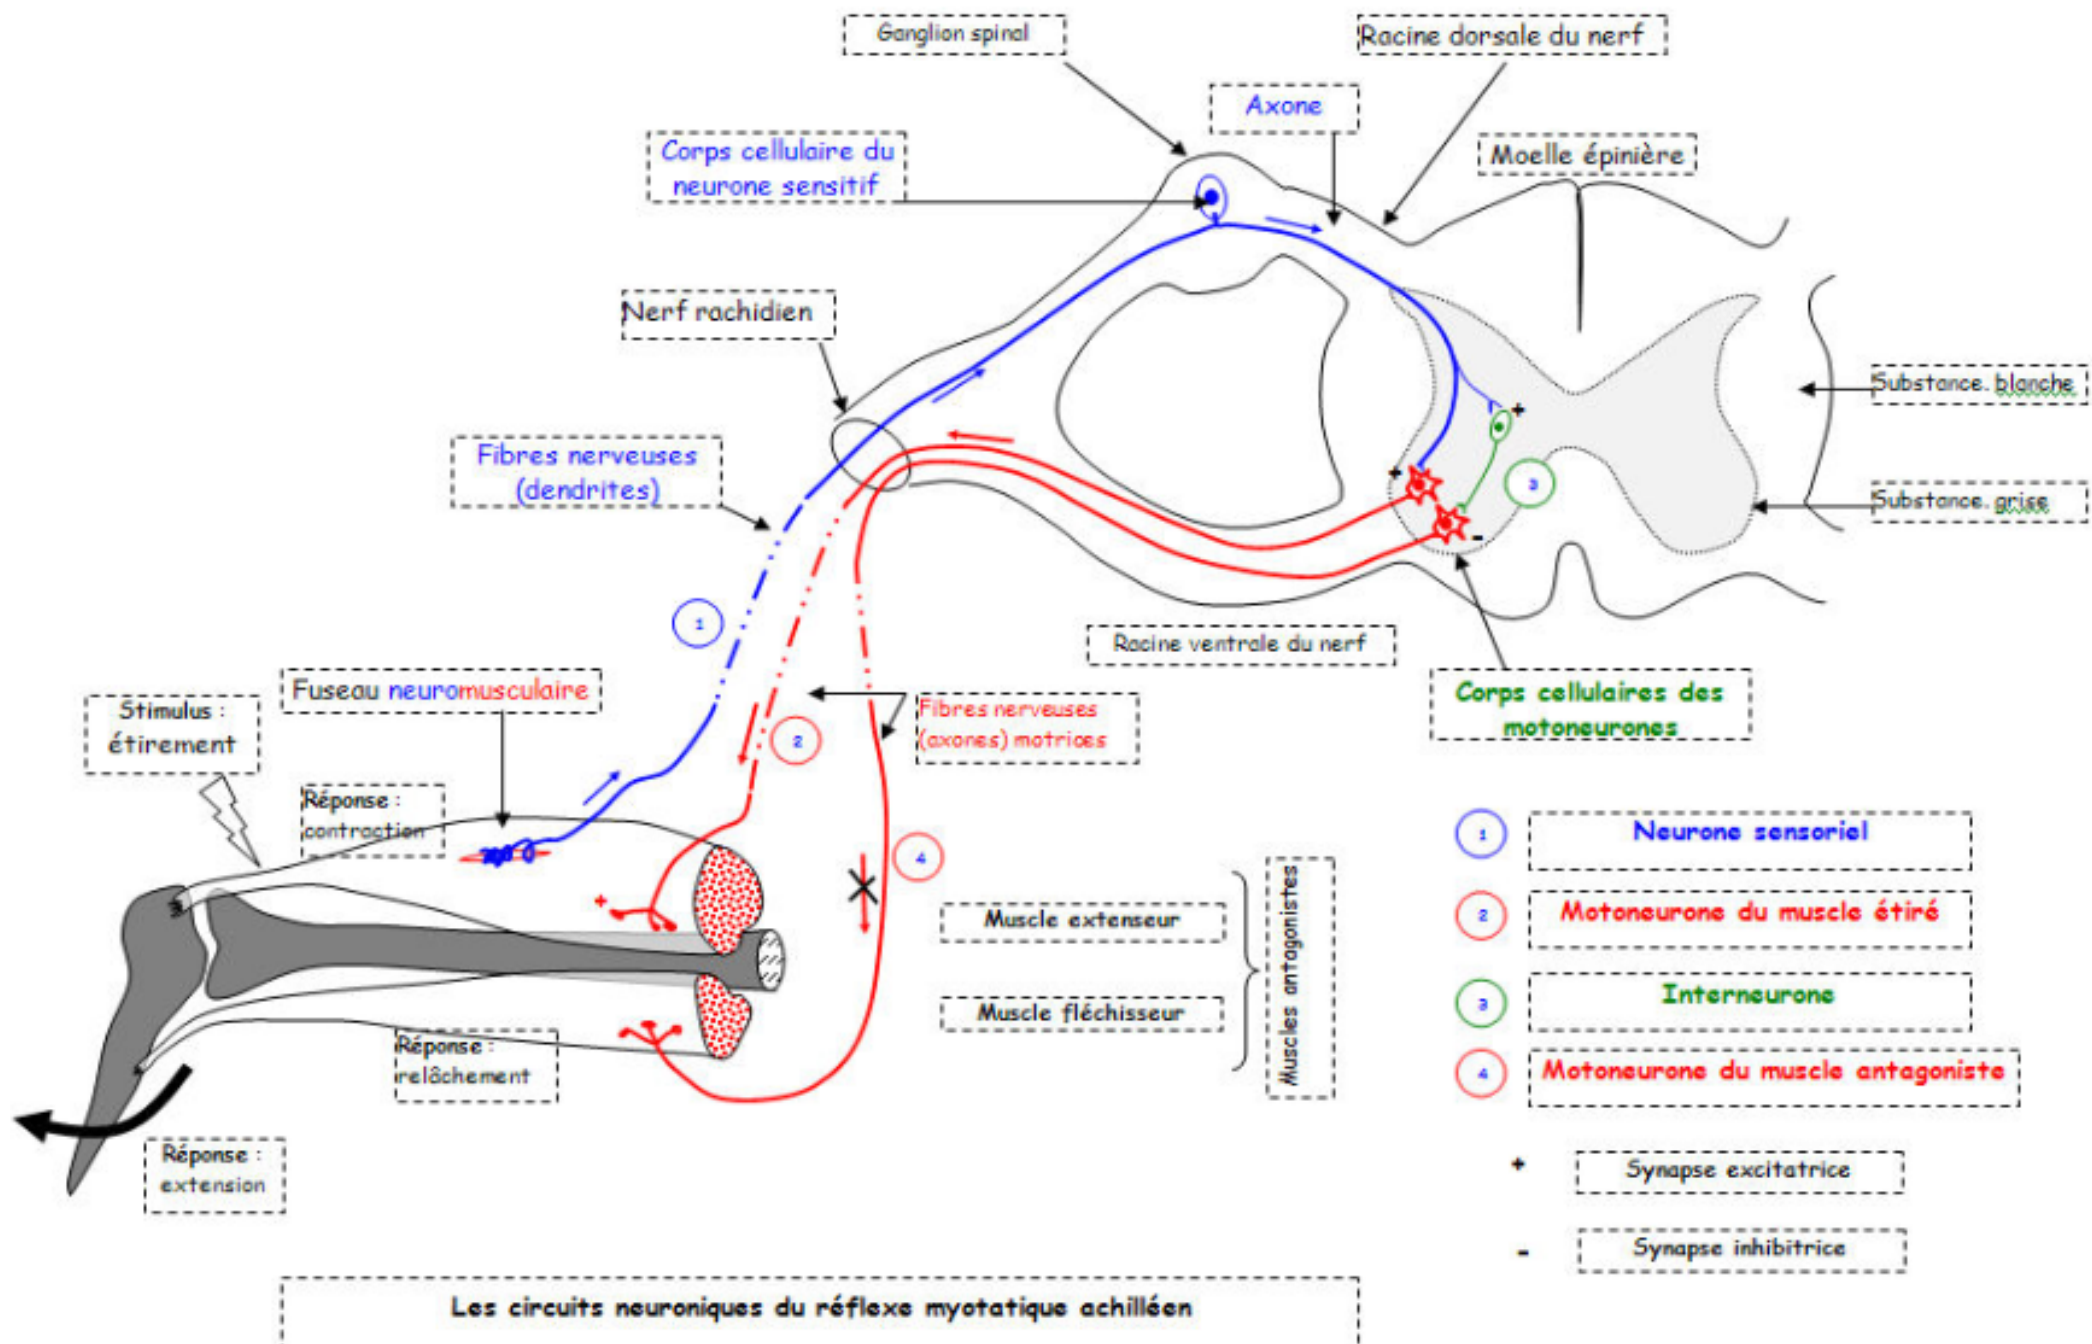 Ganglion spinal
Racine dorsale du nerf
Axone
Corps cellulaire du
neurone sensitif
Moelle épinière
Nerf rachidien
Substance. blanche
Fibres nerveuses
(dendrites)
+
+
3
Substance. grise
-
1
Racine ventrale du nerf
Fuseau neuromusculaire
Corps cellulaires des
motoneurones
Stimulus :
étirement
Fibres nerveuses
(axones) motrices
2
Réponse :
contraction
4
+
Muscle extenseur
Muscle fléchisseur
Muscles antagonistes
Réponse :
relâchement
Réponse :
extension
1 Neurone sensoriel
2 Motoneurone du muscle étiré
3 Interneurone
4 Motoneurone du muscle antagoniste
+ Synapse excitatrice
- Synapse inhibitrice
Les circuits neuroniques du réflexe myotatique achilléen